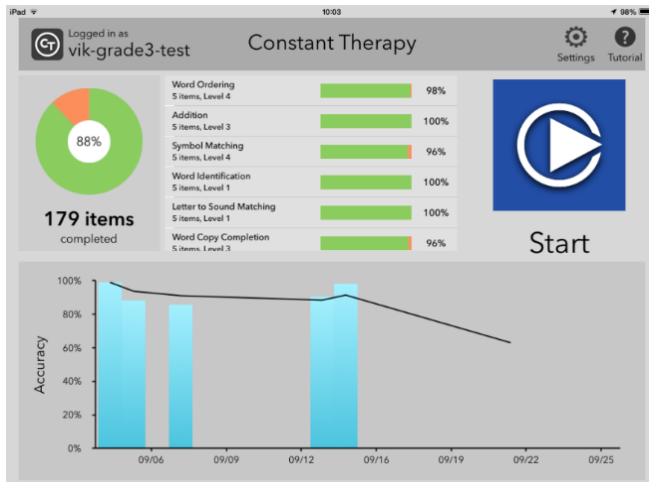 iPad 10:03 98%
CT
Logged in as
vik-grade3-test
Constant Therapy
?
Settings Tutorial
88%
179 items
completed
Word Ordering
5 items, Level 4
98%
Addition
5 items, Level 3
100%
Symbol Matching
5 items, Level 4
96%
Word Identification
5 items, Level 1
100%
Letter to Sound Matching
5 items, Level 1
100%
Word Copy Completion
5 items, Level 3
96%
Start
Accuracy
100%
80%
60%
40%
20%
0%
09/06 09/09 09/12 09/16 09/19 09/22 09/25